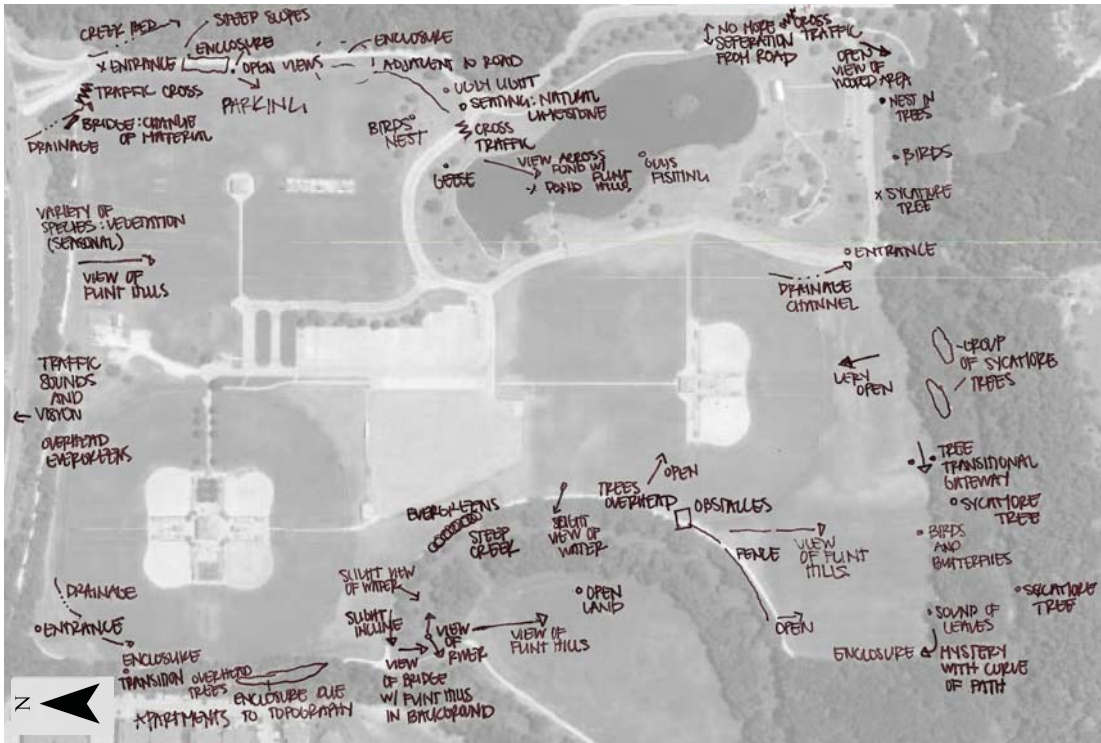 CREEK BED
STEEP SLOPES
X ENTRANCE
ENCLOSURE
OPEN VIEWS
PARKING
ENCLOSURE
ADJACENT TO ROAD
TRAFFIC CROSS
BRIDGE: CHANGE
OF MATERIAL
DRAINAGE
UGLY LIGHT
SEATING: NATURAL
LIMESTONE
BIRDS
NEST
CROSS
TRAFFIC
GEESE
VIEW ACROSS
POND W/ FLINT
HILLS
GUYS
FISHING
NO MORE
SEPERATION
FROM ROAD
CROSS
TRAFFIC
OPEN
VIEW OF
WOODED AREA
NEST IN
TREES
BIRDS
X
TREE
VARIETY OF
SPECIES: VEGETATION
(SEASONAL)
VIEW OF
FLINT HILLS
ENTRANCE
DRAINAGE
CHANNEL
GROUP
OF SYCAMORE
TREES
VERY
OPEN
TRAFFIC
SOUNDS
AND
VISION
OVERHEAD
EVERGREENS
TREE
TRANSITIONAL
GATEWAY
SYCAMORE
TREE
BIRDS
AND
BUTTERFLIES
SYCAMORE
TREE
SOUND OF
LEAVES
MYSTERY
WITH CURVE
OF PATH
ENCLOSURE
OPEN
TREES
OVERHEAD
OPEN
OBSTACLES
FENCE
VIEW
OF FLINT
HILLS
EVERGREENS
STEEP
CREEK
SLIGHT
VIEW OF
WATER
SLIGHT VIEW
OF WATER
SLIGHT
INCLINE
OPEN
LAND
VIEW
OF
RIVER
VIEW OF
FLINT HILLS
VIEW
OF BRIDGE
W/ FLINT HILLS
IN BACKGROUND
DRAINAGE
ENTRANCE
ENCLOSURE
TRANSITION
OVERHEAD
TREES
ENCLOSURE DUE
TO TOPOGRAPHY
APARTMENTS
N